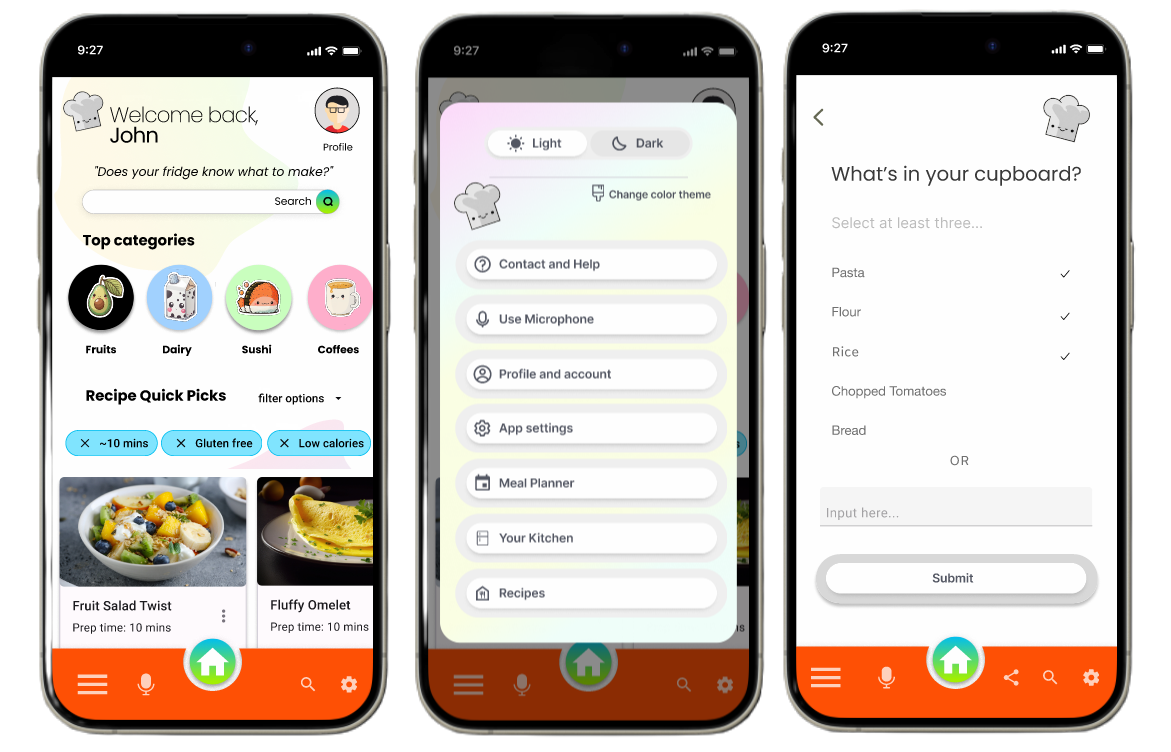 9:27
Welcome back,
John
Profile
"Does your fridge know what to make?"
Search
Top categories
Fruits Dairy Sushi Coffees
Recipe Quick Picks filter options
~10 mins Gluten free Low calories
Fruit Salad Twist Fluffy Omelet
Prep time: 10 mins Prep time: 10 mins
9:27
Light Dark
Change color theme
Contact and Help
Use Microphone
Profile and account
App settings
Meal Planner
Your Kitchen
Recipes
9:27
What's in your cupboard?
Select at least three...
Pasta
Flour
Rice
Chopped Tomatoes
Bread
OR
Input here...
Submit